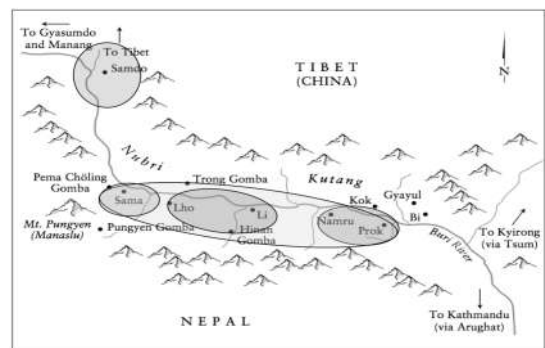 To Gyasumdo
and Manang
To Tibet
Samdo
TIBET
(CHINA)
N
Nubri
Pema Chöling
Gomba
Trong Gomba
Kutang
Kok
Gyayul
Bi
Sama
Lho
Li
Namru
Prok
Mt. Pungyen
(Manaslu)
Pungyen Gomba
Hinan
Gomba
Buri River
To Kyirong
(via Tsum)
NEPAL
To Kathmandu
(via Arughat)